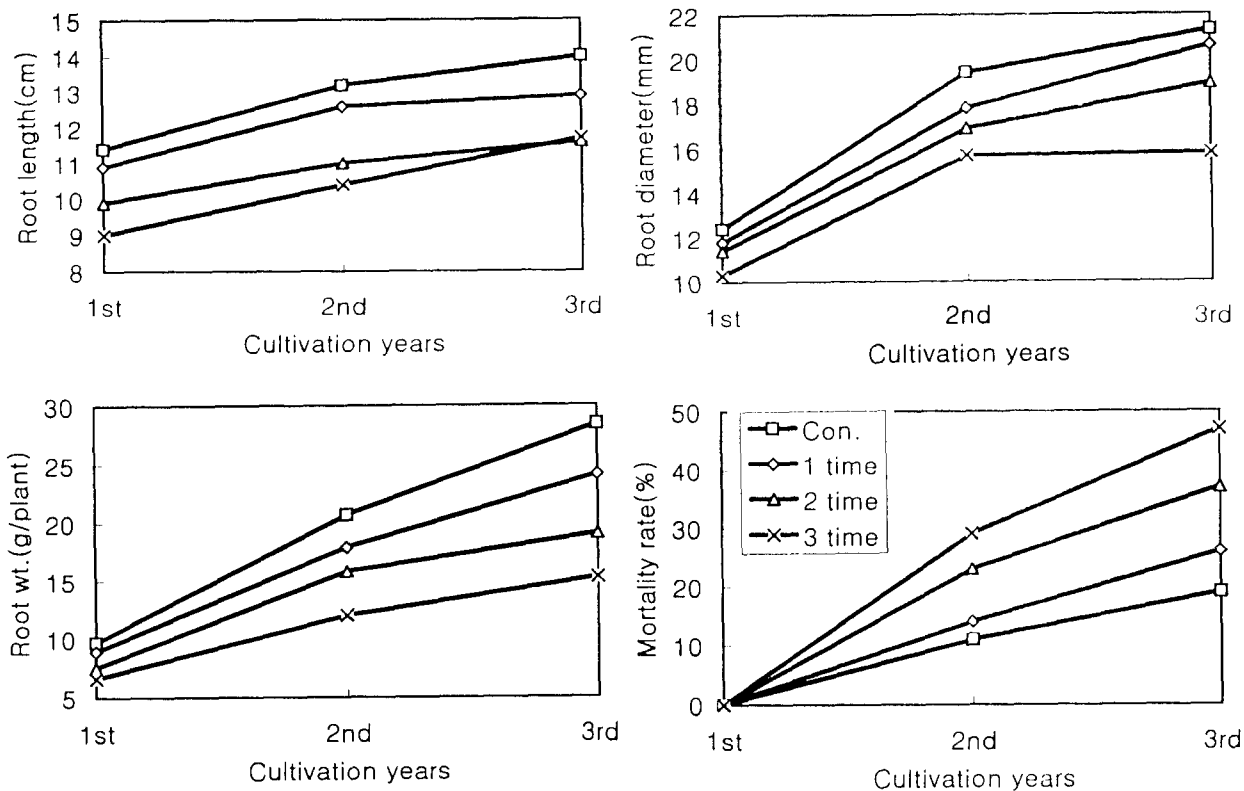 Root length(cm)
15
14
13
12
11
10
9
8
1st 2nd 3rd
Cultivation years
Root diameter(mm)
22
20
18
16
14
12
10
1st 2nd 3rd
Cultivation years
Root wt.(g/plant)
30
25
20
15
10
5
1st 2nd 3rd
Cultivation years
Mortality rate(%)
50
40
30
20
10
0
Con.
1 time
2 time
3 time
1st 2nd 3rd
Cultivation years